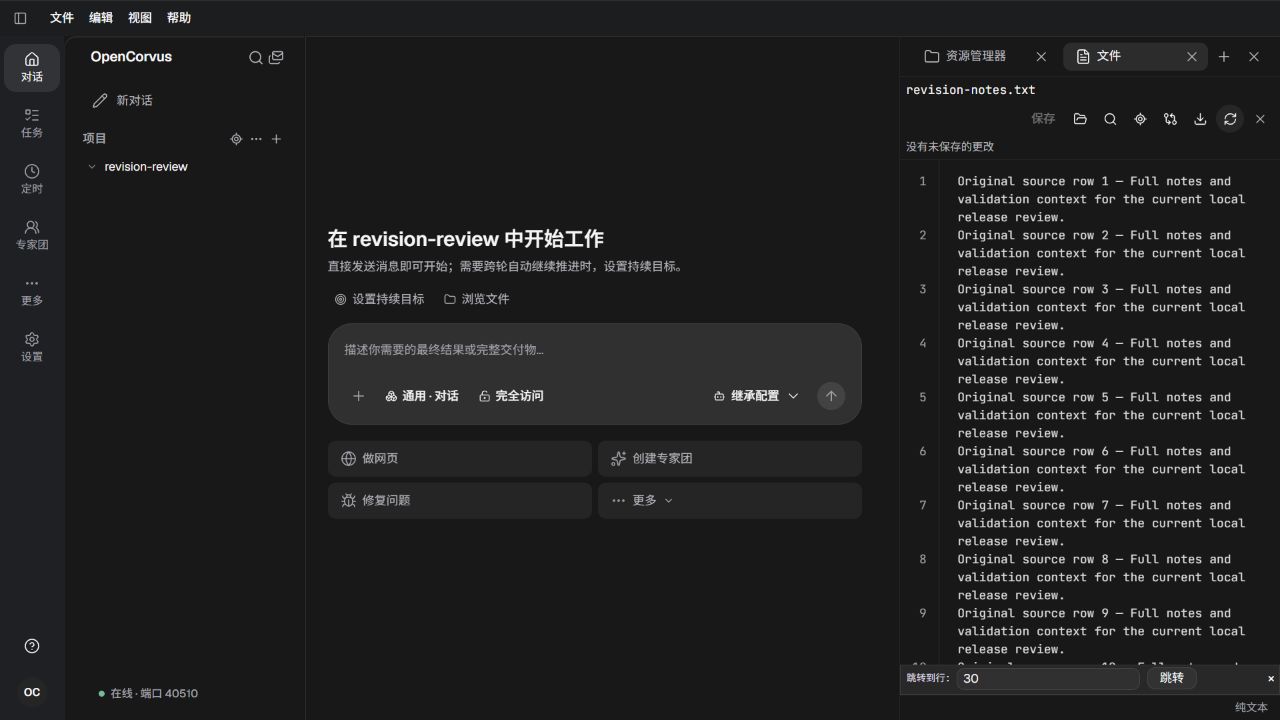 文件 编辑 视图 帮助
对话
任务
定时
专家团
更多
设置
OC
OpenCorvus
新对话
项目
revision-review
在线 · 端口 40510
在 revision-review 中开始工作
直接发送消息即可开始；需要跨轮自动继续推进时，设置持续目标。
设置持续目标 浏览文件
描述你需要的最终结果或完整交付物...
通用 · 对话 完全访问 继承配置
做网页 创建专家团
修复问题 更多
资源管理器 文件
revision-notes.txt
保存
没有未保存的更改
1 Original source row 1 — Full notes and
validation context for the current local
release review.
2 Original source row 2 — Full notes and
validation context for the current local
release review.
3 Original source row 3 — Full notes and
validation context for the current local
release review.
4 Original source row 4 — Full notes and
validation context for the current local
release review.
5 Original source row 5 — Full notes and
validation context for the current local
release review.
6 Original source row 6 — Full notes and
validation context for the current local
release review.
7 Original source row 7 — Full notes and
validation context for the current local
release review.
8 Original source row 8 — Full notes and
validation context for the current local
release review.
9 Original source row 9 — Full notes and
validation context for the current local
release review.
跳转到行: 30 跳转
纯文本